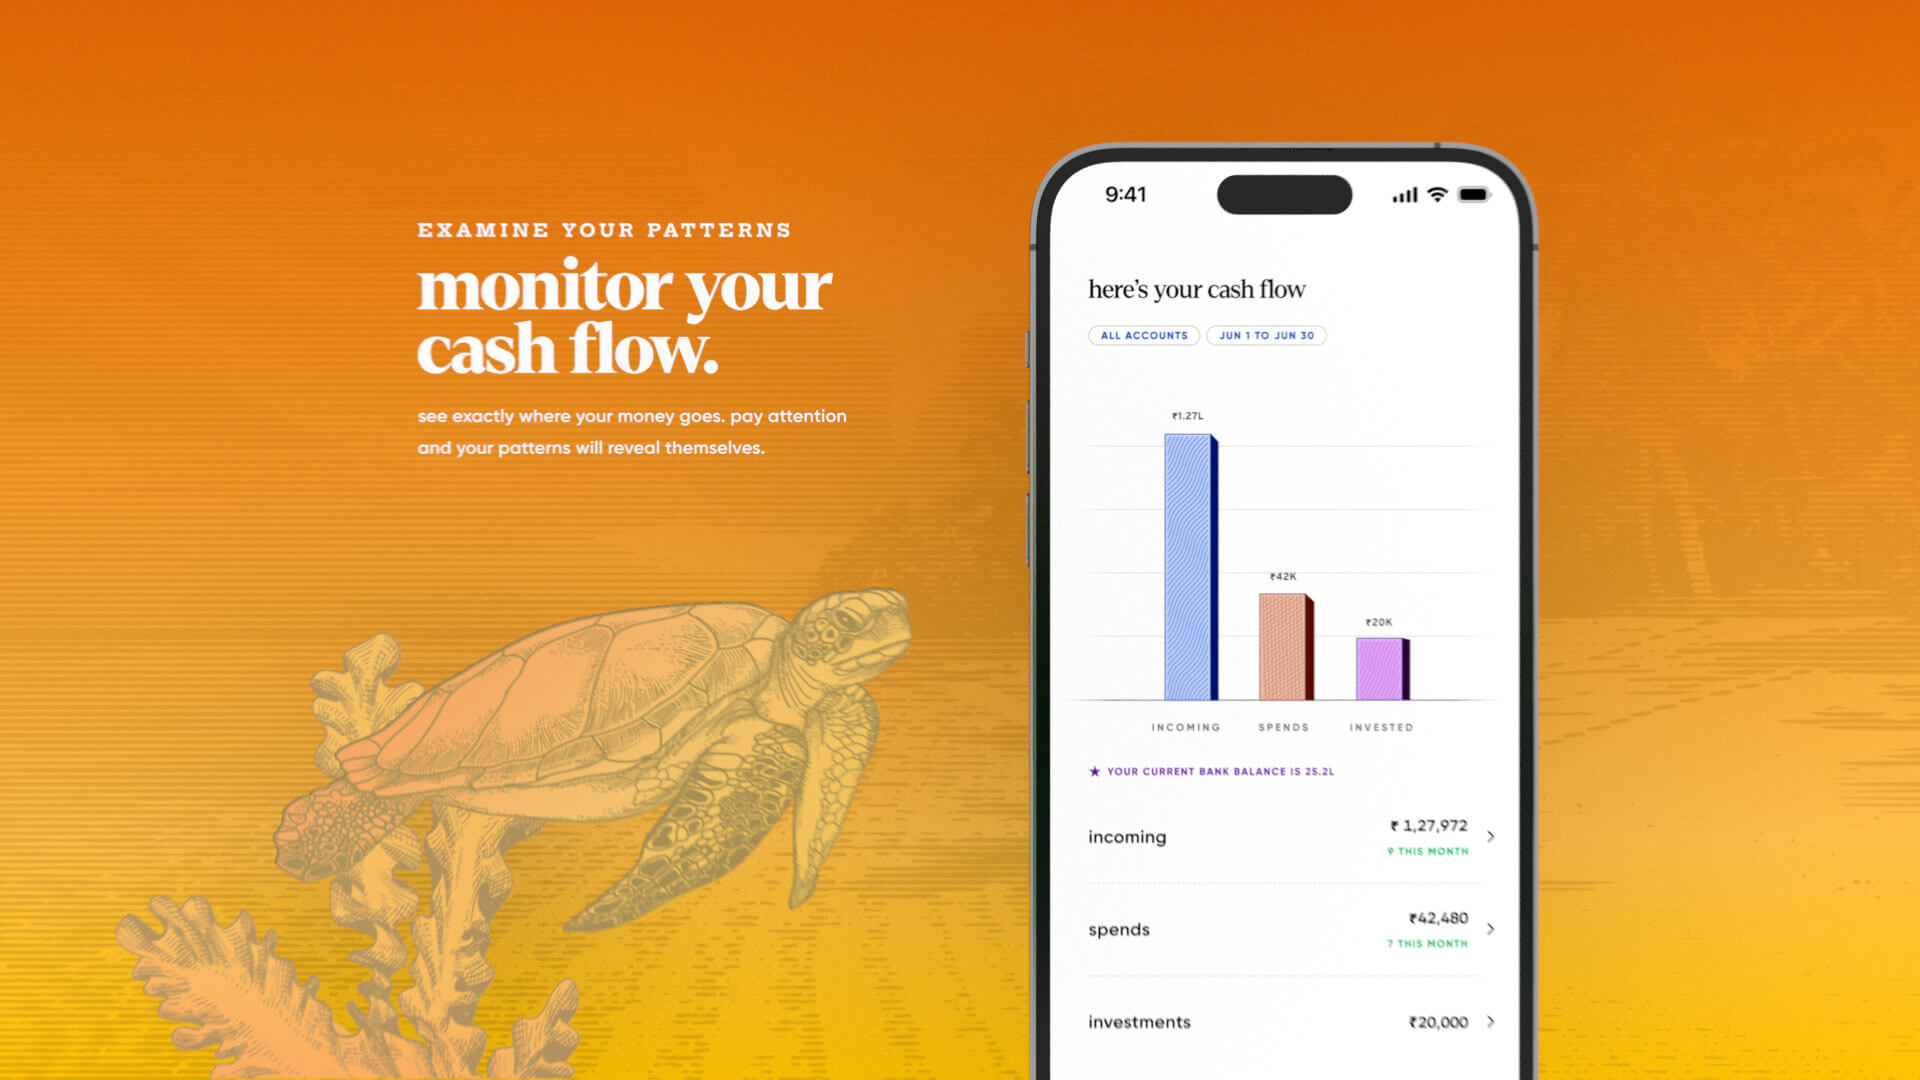 EXAMINE YOUR PATTERNS
monitor your
cash flow.
see exactly where your money goes. pay attention
and your patterns will reveal themselves.
9:41
here's your cash flow
ALL ACCOUNTS JUN 1 TO JUN 30
₹1.27L
₹42K
₹20K
INCOMING SPENDS INVESTED
★ YOUR CURRENT BANK BALANCE IS 25.2L
incoming ₹ 1,27,972
9 THIS MONTH
spends ₹42,480
7 THIS MONTH
investments ₹20,000